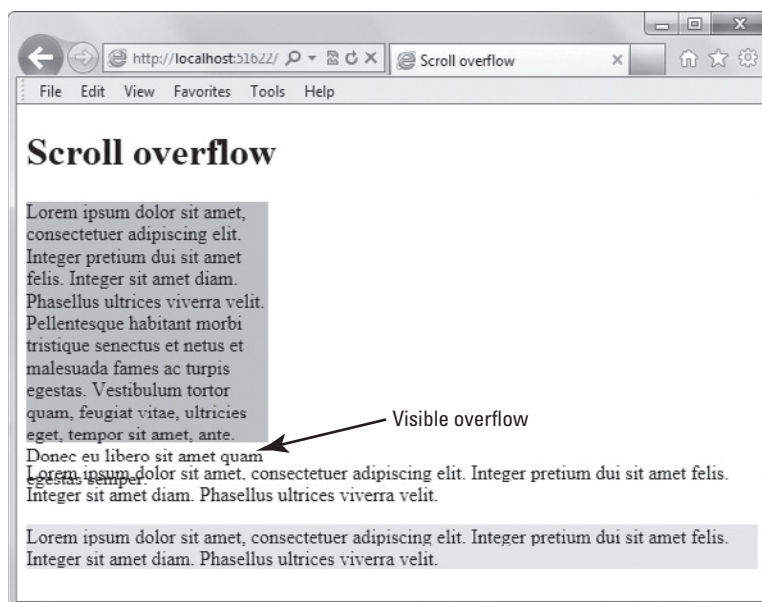 http://localhost:51622/
Scroll overflow
File Edit View Favorites Tools Help
Scroll overflow
Lorem ipsum dolor sit amet,
consectetuer adipiscing elit.
Integer pretium dui sit amet
felis. Integer sit amet diam.
Phasellus ultrices viverra velit.
Pellentesque habitant morbi
tristique senectus et netus et
malesuada fames ac turpis
egestas. Vestibulum tortor
quam, feugiat vitae, ultricies
eget, tempor sit amet, ante.
Visible overflow
Donec eu libero sit amet quam
egestas semper.
Lorem ipsum dolor sit amet, consectetuer adipiscing elit. Integer pretium dui sit amet felis.
Integer sit amet diam. Phasellus ultrices viverra velit.
Lorem ipsum dolor sit amet, consectetuer adipiscing elit. Integer pretium dui sit amet felis.
Integer sit amet diam. Phasellus ultrices viverra velit.